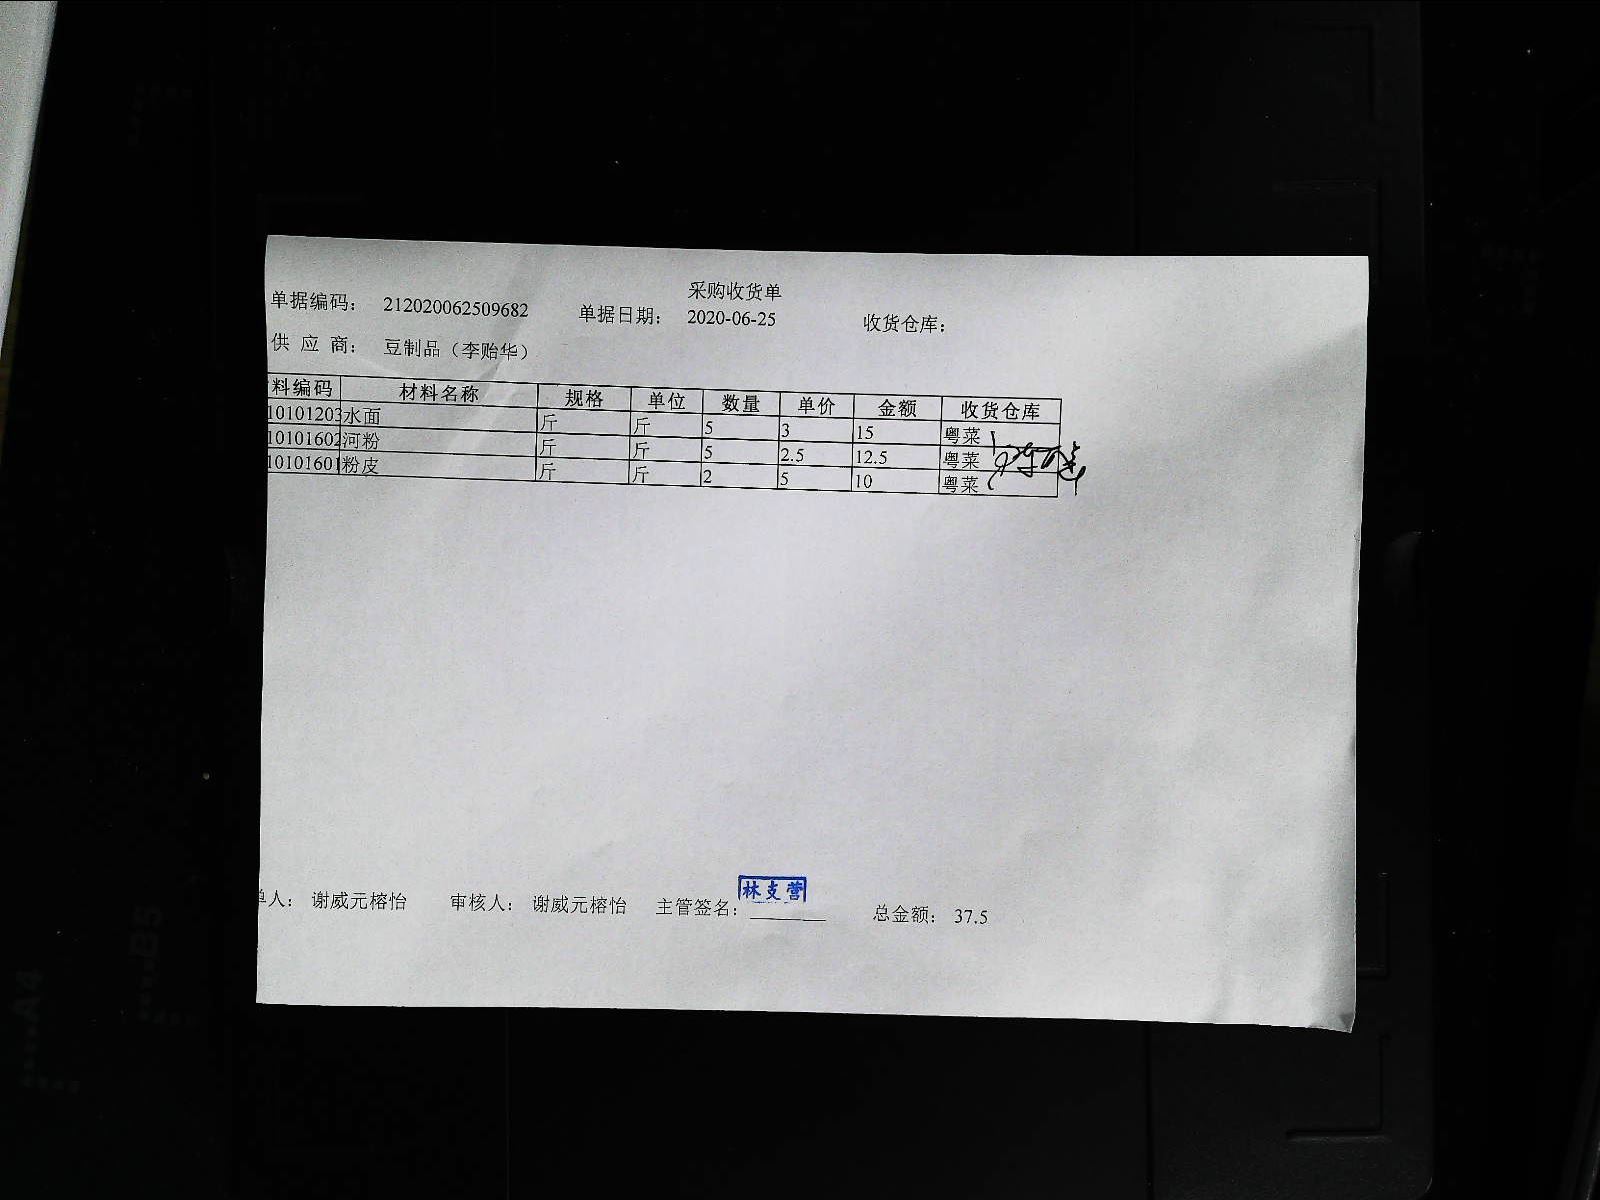 采购收货单
单据编码： 212020062509682 单据日期： 2020-06-25 收货仓库：
供 应 商： 豆制品（李贻华）
料编码 材料名称 规格 单位 数量 单价 金额 收货仓库
10101203 水面 斤 斤 5 3 15 粤菜
10101602 河粉 斤 斤 5 2.5 12.5 粤菜
10101601 粉皮 斤 斤 2 5 10 粤菜
单人： 谢威元榕怡 审核人： 谢威元榕怡 主管签名： 林支营 总金额： 37.5
A4
B5